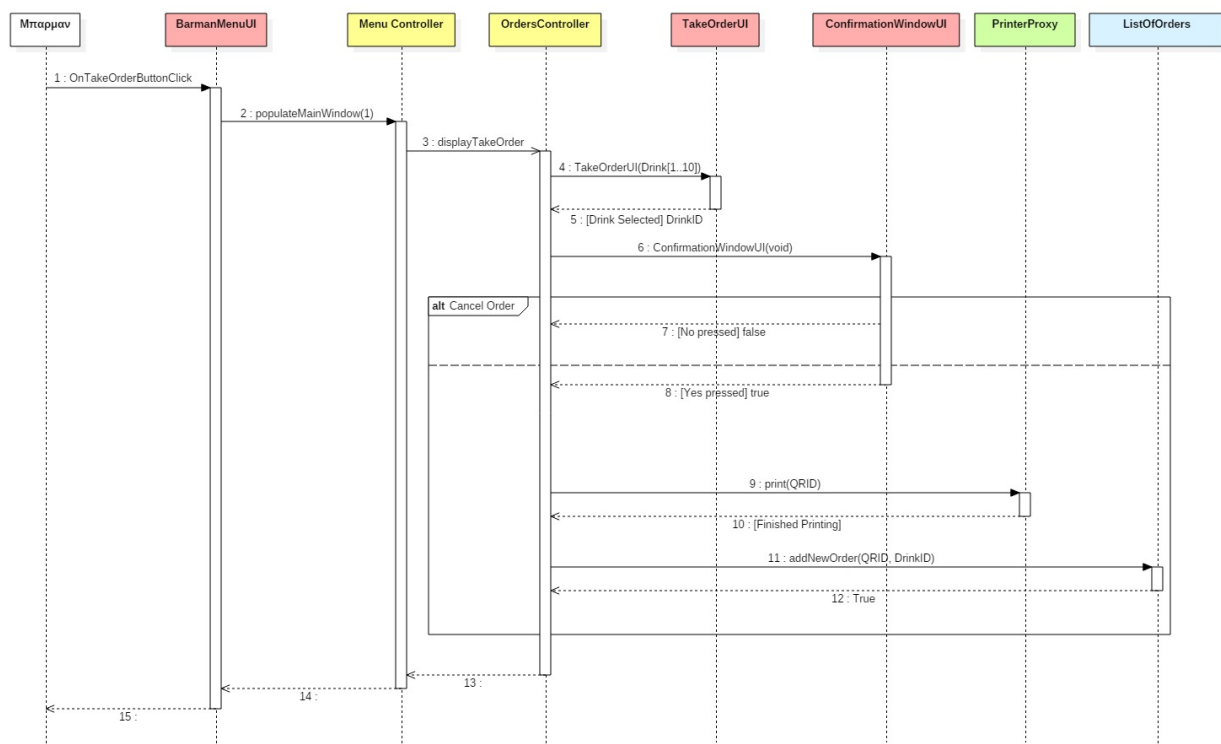 Μπαρμαν
BarmanMenuUI
Menu Controller
OrdersController
TakeOrderUI
ConfirmationWindowUI
PrinterProxy
ListOfOrders
1 : OnTakeOrderButtonClick
2 : populateMainWindow(1)
3 : displayTakeOrder
4 : TakeOrderUI(Drink[1..10])
5 : [Drink Selected] DrinkID
6 : ConfirmationWindowUI(void)
alt Cancel Order
7 : [No pressed] false
8 : [Yes pressed] true
9 : print(QRID)
10 : [Finished Printing]
11 : addNewOrder(QRID, DrinkID)
12 : True
13 :
14 :
15 :